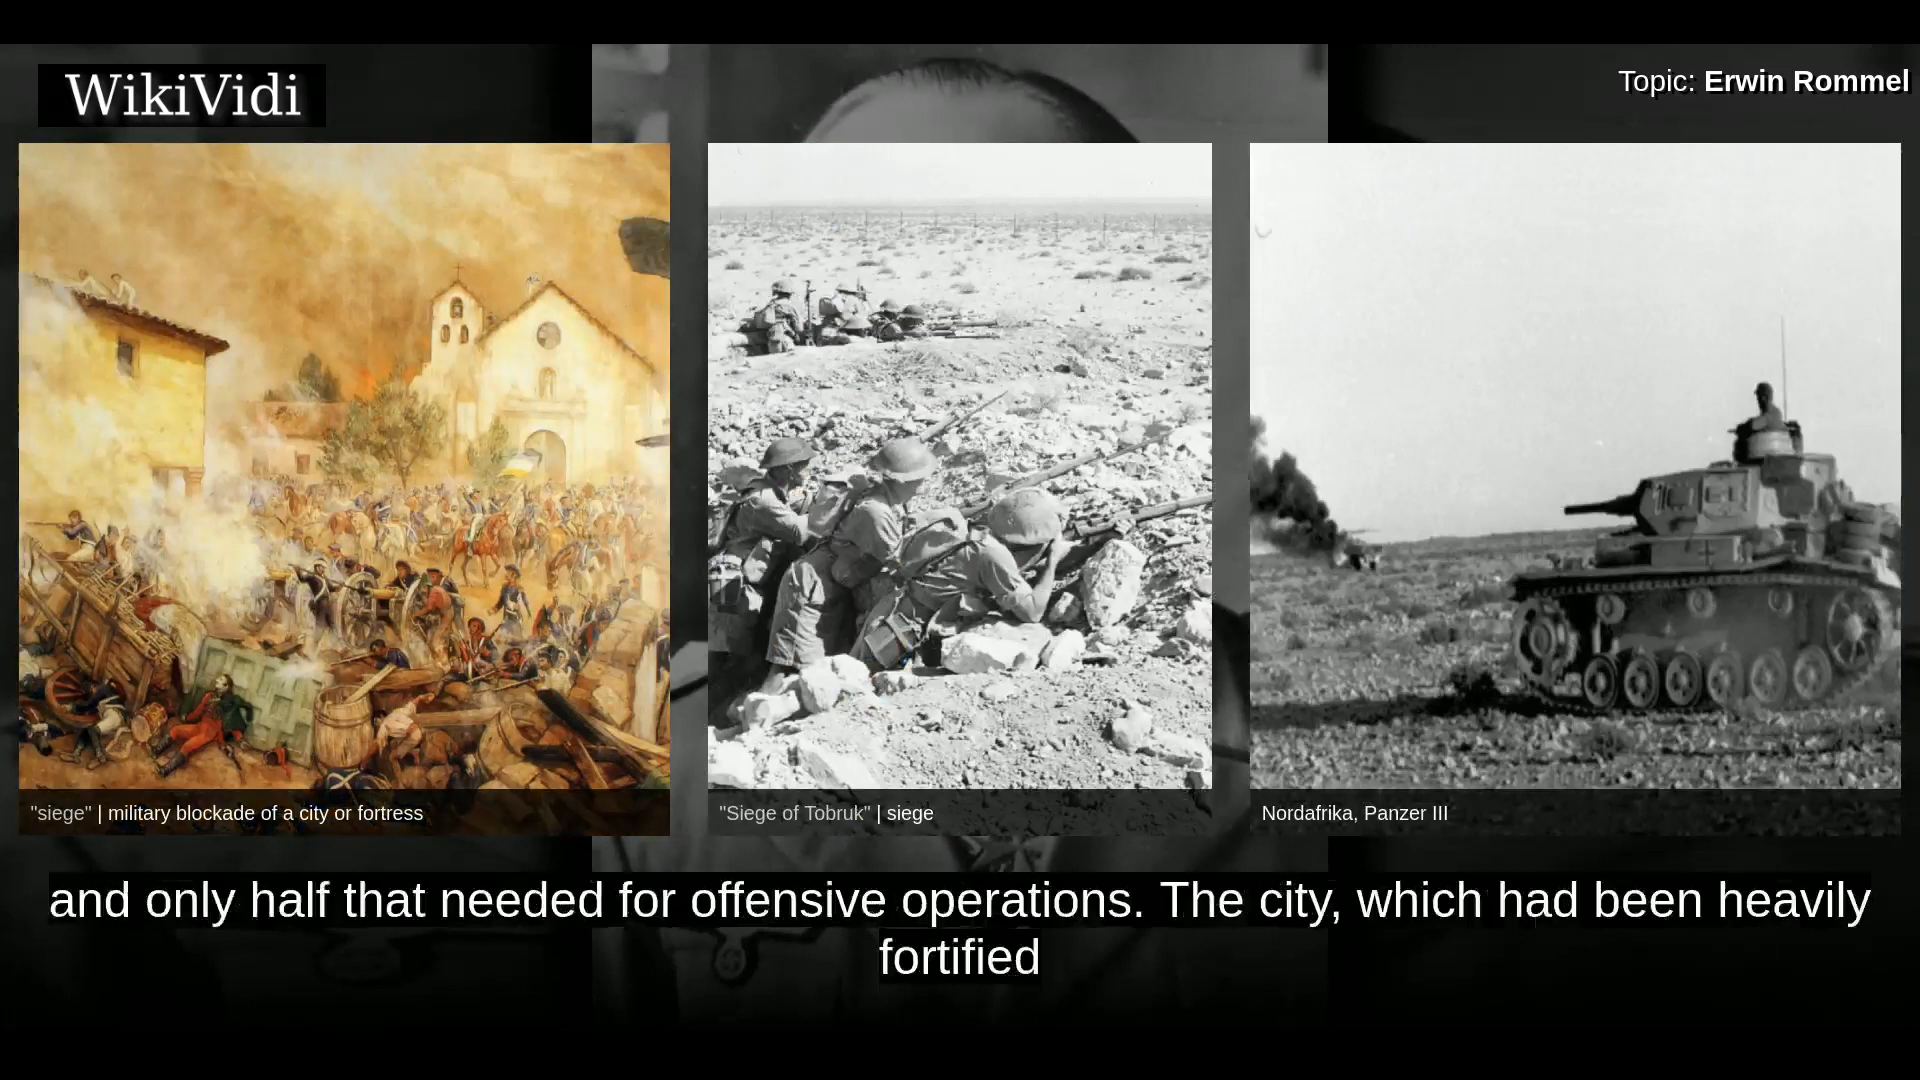 WikiVidi
Topic: Erwin Rommel
"siege" | military blockade of a city or fortress
"Siege of Tobruk" | siege
Nordafrika, Panzer III
and only half that needed for offensive operations. The city, which had been heavily
fortified